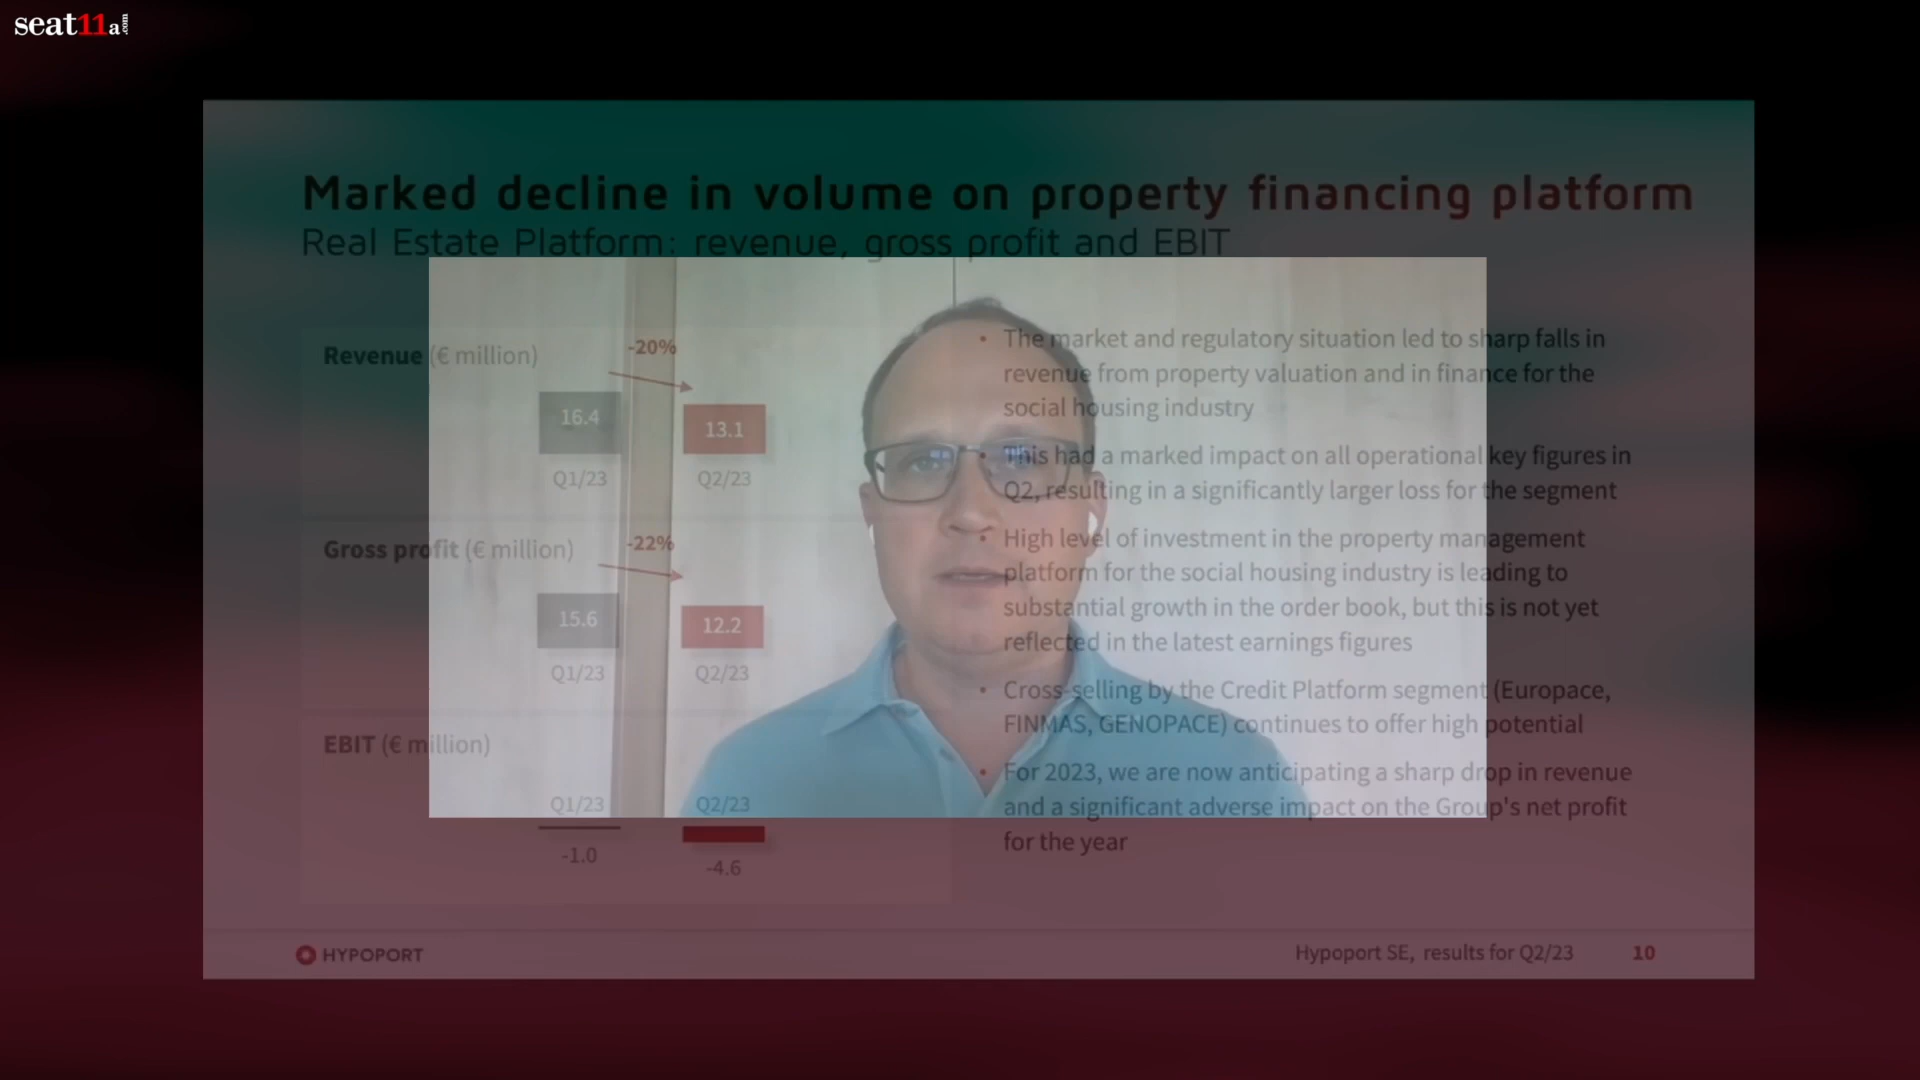 seat11a.com
Marked decline in volume on property financing platform
Real Estate Platform: revenue, gross profit and EBIT
Revenue (€ million)
-20%
16.4
13.1
Q1/23
Q2/23
Gross profit (€ million)
-22%
15.6
12.2
Q1/23
Q2/23
EBIT (€ million)
Q1/23
Q2/23
-1.0
-4.6
• The market and regulatory situation led to sharp falls in
revenue from property valuation and in finance for the
social housing industry
• This had a marked impact on all operational key figures in
Q2, resulting in a significantly larger loss for the segment
• High level of investment in the property management
platform for the social housing industry is leading to
substantial growth in the order book, but this is not yet
reflected in the latest earnings figures
• Cross-selling by the Credit Platform segment (Europace,
FINMAS, GENOPACE) continues to offer high potential
• For 2023, we are now anticipating a sharp drop in revenue
and a significant adverse impact on the Group's net profit
for the year
HYPOPORT
Hypoport SE, results for Q2/23
10